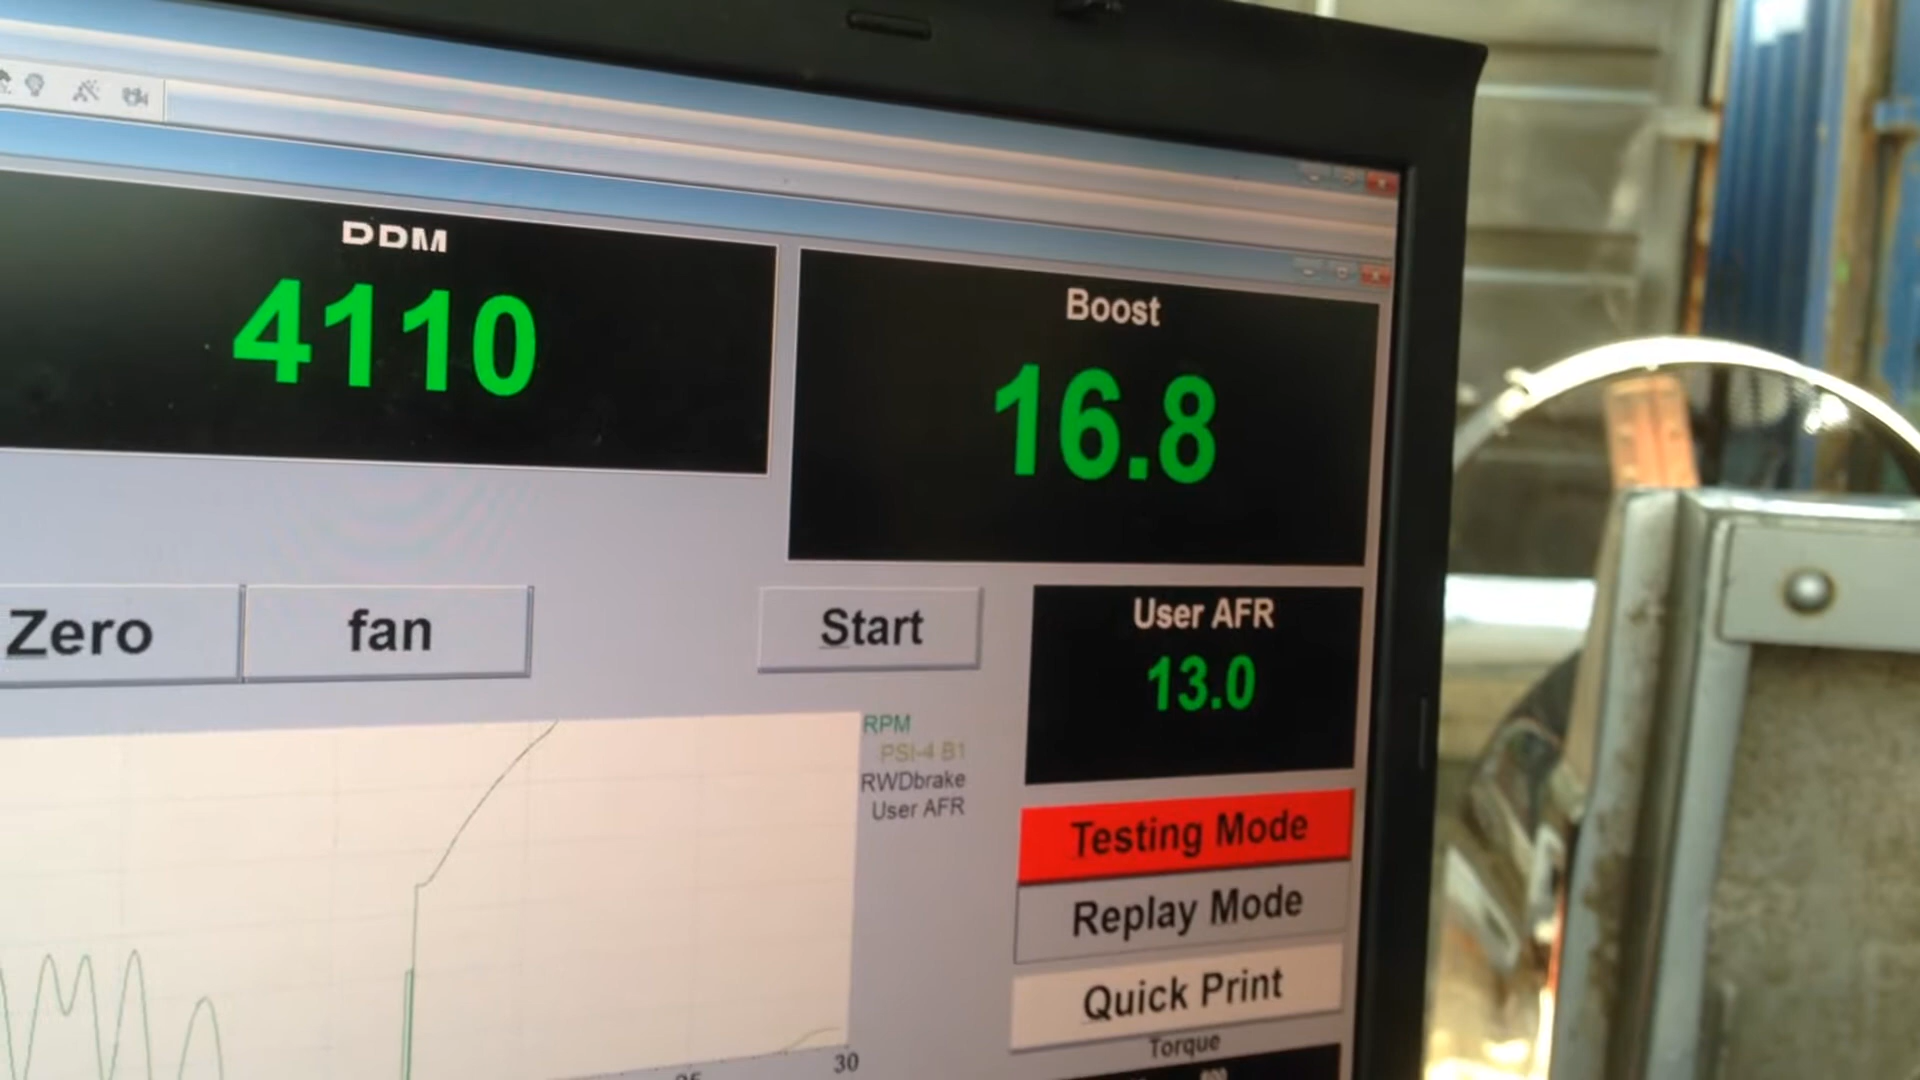 4110
Boost
16.8
Zero
fan
Start
User AFR
13.0
RPM
PSI-4 B1
RWDbrake
User AFR
Testing Mode
Replay Mode
Quick Print
Torque
30